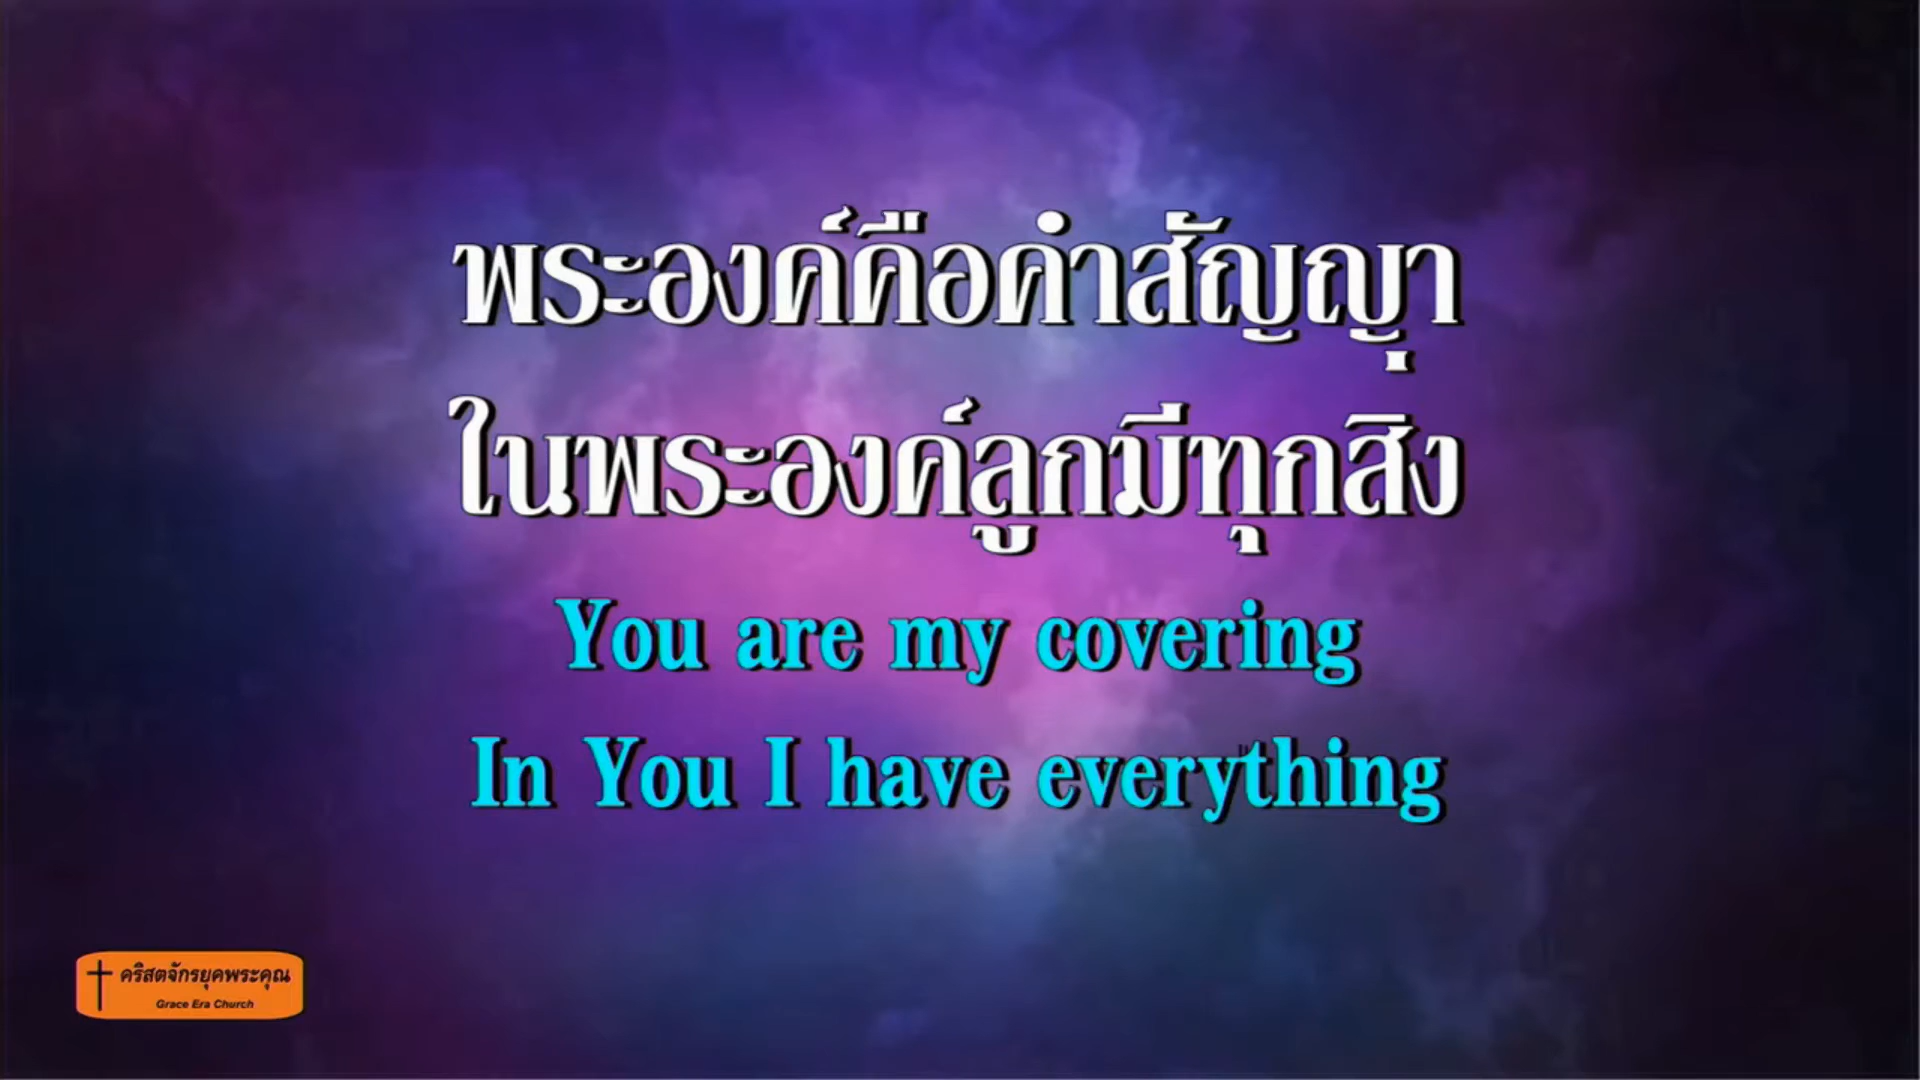 พระองค์คือคำสัญญุา
ในพระองค์ลูกมีทุกสิง
You are my covering
In You I have everything
คริสตจักรยุคพระคุณ
Grace Era Church